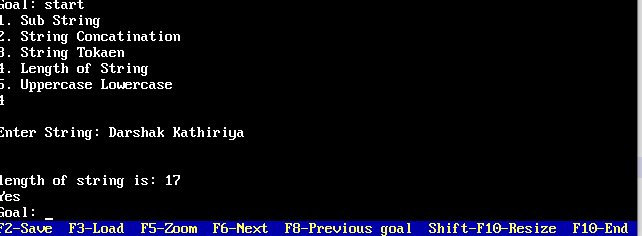 Goal: start
1. Sub String
2. String Concatination
3. String Tokaen
4. Length of String
5. Uppercase Lowercase
4
Enter String: Darshak Kathiriya
length of string is: 17
Yes
Goal: _
F2-Save F3-Load F5-Zoom F6-Next F8-Previous goal Shift-F10-Resize F10-End